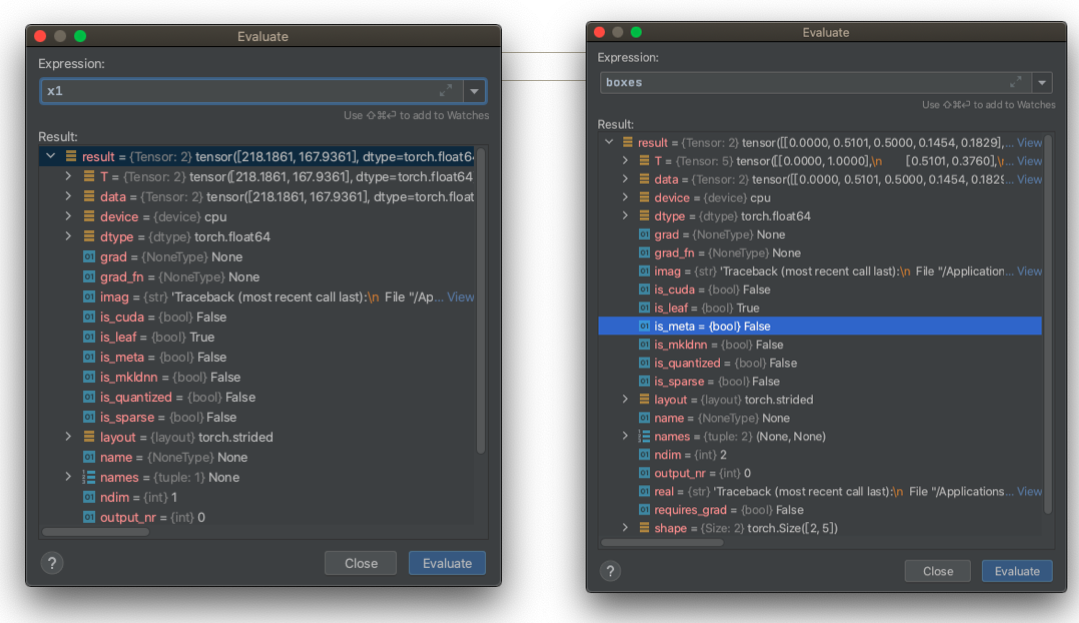 Evaluate
Expression:
x1
Use ⇧⌘↩ to add to Watches
Result:
result = {Tensor: 2} tensor([218.1861, 167.9361], dtype=torch.float64
T = {Tensor: 2} tensor([218.1861, 167.9361], dtype=torch.float64
data = {Tensor: 2} tensor([218.1861, 167.9361], dtype=torch.float
device = {device} cpu
dtype = {dtype} torch.float64
grad = {NoneType} None
grad_fn = {NoneType} None
imag = {str} 'Traceback (most recent call last):\n  File "/Ap... View
is_cuda = {bool} False
is_leaf = {bool} True
is_meta = {bool} False
is_mkldnn = {bool} False
is_quantized = {bool} False
is_sparse = {bool} False
layout = {layout} torch.strided
name = {NoneType} None
names = {tuple: 1} None
ndim = {int} 1
output_nr = {int} 0
?
Close
Evaluate
Evaluate
Expression:
boxes
Use ⇧⌘↩ to add to Watches
Result:
result = {Tensor: 2} tensor([[0.0000, 0.5101, 0.5000, 0.1454, 0.1829],... View
T = {Tensor: 5} tensor([[0.0000, 1.0000],\n        [0.5101, 0.3760],\... View
data = {Tensor: 2} tensor([[0.0000, 0.5101, 0.5000, 0.1454, 0.1829... View
device = {device} cpu
dtype = {dtype} torch.float64
grad = {NoneType} None
grad_fn = {NoneType} None
imag = {str} 'Traceback (most recent call last):\n  File "/Application... View
is_cuda = {bool} False
is_leaf = {bool} True
is_meta = {bool} False
is_mkldnn = {bool} False
is_quantized = {bool} False
is_sparse = {bool} False
layout = {layout} torch.strided
name = {NoneType} None
names = {tuple: 2} (None, None)
ndim = {int} 2
output_nr = {int} 0
real = {str} 'Traceback (most recent call last):\n  File "/Applications... View
requires_grad = {bool} False
shape = {Size: 2} torch.Size([2, 5])
?
Close
Evaluate